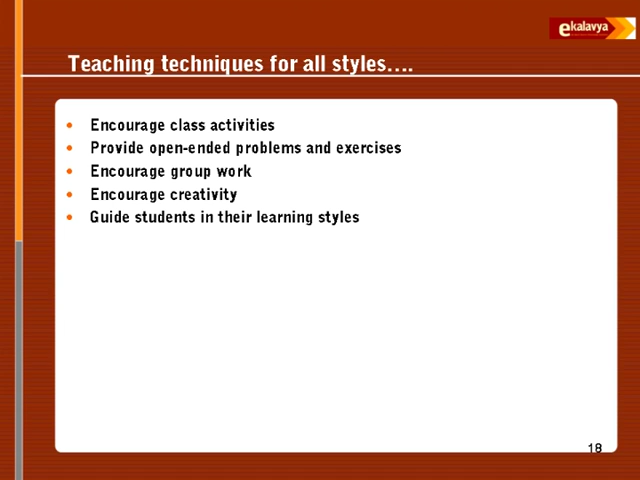 ekalavya
Teaching techniques for all styles....
• Encourage class activities
• Provide open-ended problems and exercises
• Encourage group work
• Encourage creativity
• Guide students in their learning styles
18